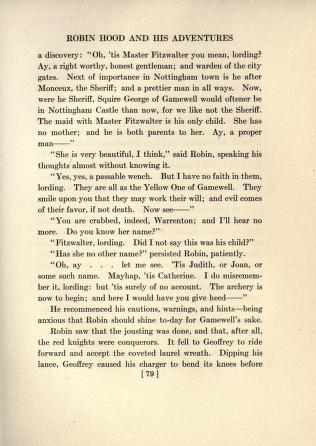 ROBIN HOOD AND HIS ADVENTURES
a discovery: “Oh, 'tis Master Fitzwalter you mean, lording?
Ay, a right worthy, honest gentleman; and warden of the city
gates. Next of importance in Nottingham town is he after
Monceux, the Sheriff; and a prettier man in all ways. Now,
were he Sheriff, Squire George of Gamewell would oftener be
in Nottingham Castle than now, for we like not the Sheriff.
The maid with Master Fitzwalter is his only child. She has
no mother; and he is both parents to her. Ay, a proper
man——”
“She is very beautiful, I think,” said Robin, speaking his
thoughts almost without knowing it.
“Yes, yes, a passable wench. But I have no faith in them,
lording. They are all as the Yellow One of Gamewell. They
smile upon you that they may work their will; and evil comes
of their favor, if not death. Now see——”
“You are crabbed, indeed, Warrenton; and I'll hear no
more. Do you know her name?”
“Fitzwalter, lording. Did I not say this was his child?”
“Has she no other name?” persisted Robin, patiently.
“Oh, ay . . . let me see. 'Tis Judith, or Joan, or
some such name. Mayhap, 'tis Catherine. I do misremem-
ber it, lording: but 'tis surely of no account. The archery is
now to begin; and here I would have you give heed——”
He recommenced his cautions, warnings, and hints—being
anxious that Robin should shine to-day for Gamewell's sake.
Robin saw that the jousting was done, and that, after all,
the red knights were conquerors. It fell to Geoffrey to ride
forward and accept the coveted laurel wreath. Dipping his
lance, Geoffrey caused his charger to bend its knees before
[ 79 ]